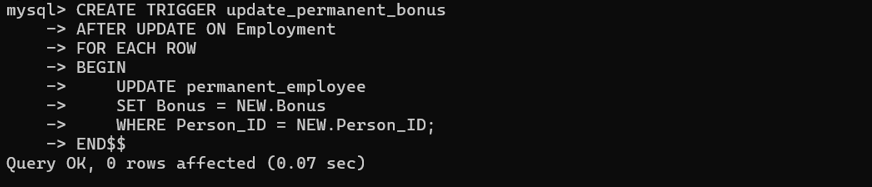 mysql> CREATE TRIGGER update_permanent_bonus
    -> AFTER UPDATE ON Employment
    -> FOR EACH ROW
    -> BEGIN
    ->     UPDATE permanent_employee
    ->     SET Bonus = NEW.Bonus
    ->     WHERE Person_ID = NEW.Person_ID;
    -> END$$
Query OK, 0 rows affected (0.07 sec)